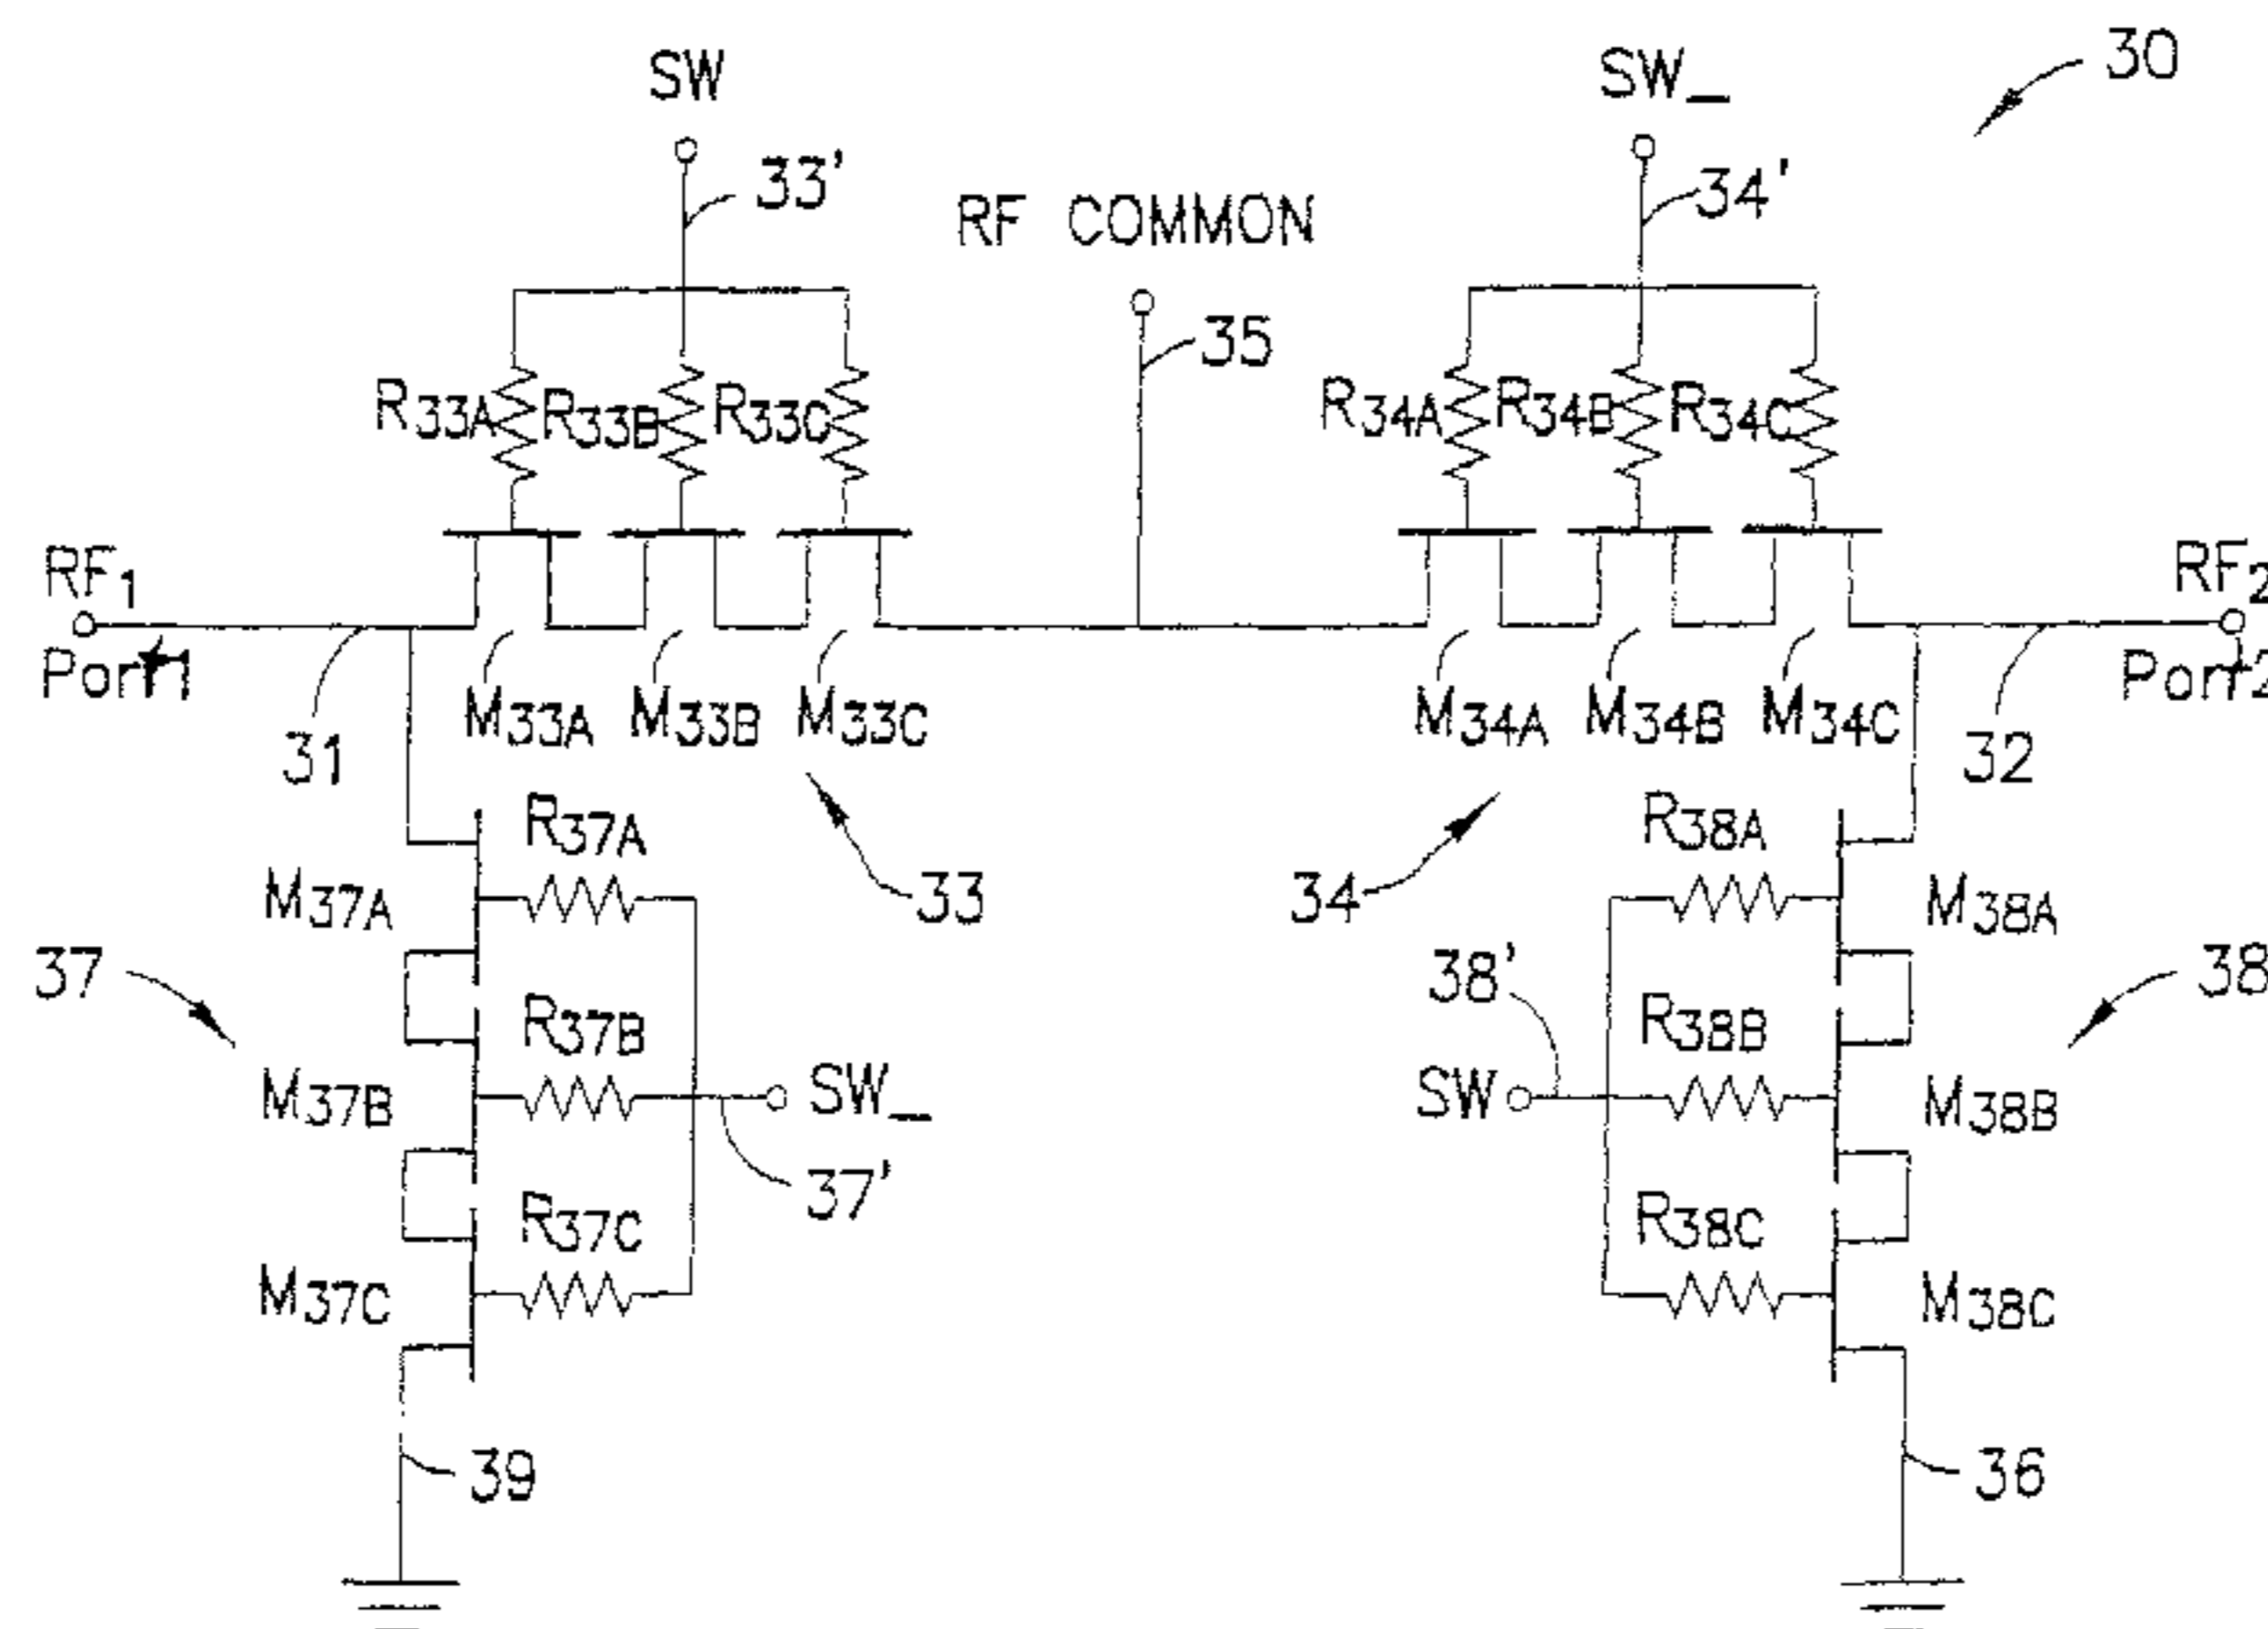 SW
SW_
30
33'
34'
RF COMMON
35
R33A
R33B
R33C
R34A
R34B
R34C
RF1
Port1
RF2
Port2
M33A
M33B
M33C
M34A
M34B
M34C
31
32
R37A
R38A
M37A
33
34
M38A
37
38'
38
R37B
R38B
M37B
SW_
SW
M38B
37'
R37C
R38C
M37C
M38C
39
36